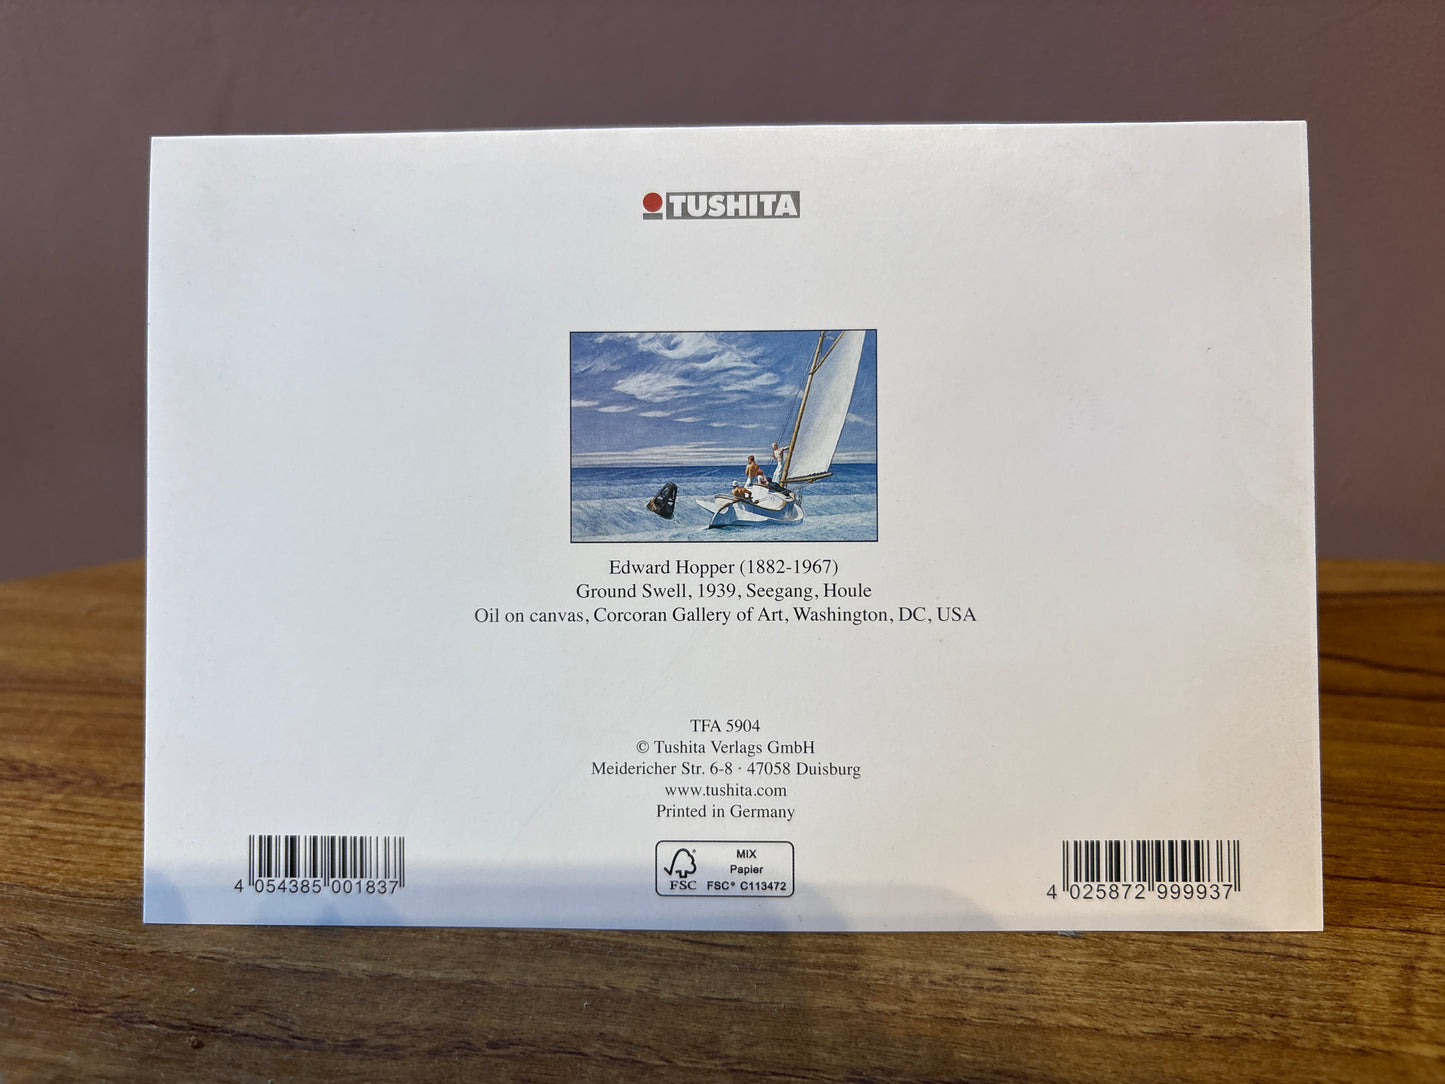 TUSHITA
Edward Hopper (1882-1967)
Ground Swell, 1939, Seegang, Houle
Oil on canvas, Corcoran Gallery of Art, Washington, DC, USA
TFA 5904
© Tushita Verlags GmbH
Meidericher Str. 6-8 · 47058 Duisburg
www.tushita.com
Printed in Germany
4 054385 001837
FSC
MIX
Papier
FSC® C113472
4 025872 999937